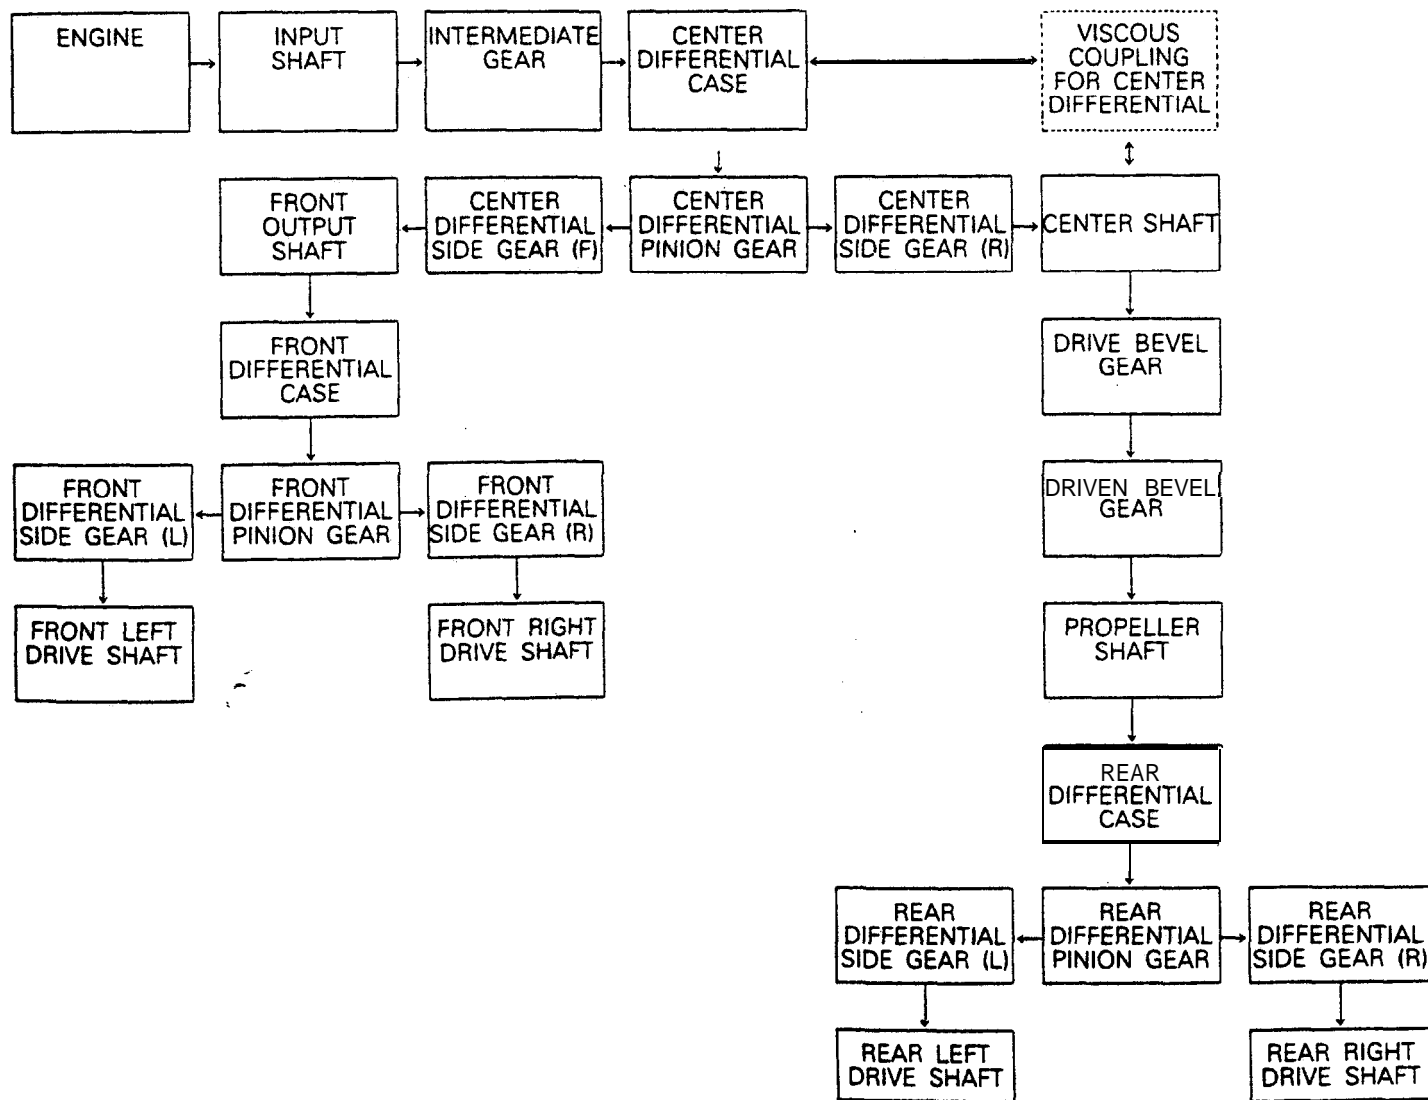 ENGINE
INPUT
SHAFT
INTERMEDIATE
GEAR
CENTER
DIFFERENTIAL
CASE
VISCOUS
COUPLING
FOR CENTER
DIFFERENTIAL
FRONT
OUTPUT
SHAFT
CENTER
DIFFERENTIAL
SIDE GEAR (F)
CENTER
DIFFERENTIAL
PINION GEAR
CENTER
DIFFERENTIAL
SIDE GEAR (R)
CENTER SHAFT
FRONT
DIFFERENTIAL
CASE
DRIVE BEVEL
GEAR
FRONT
DIFFERENTIAL
SIDE GEAR (L)
FRONT
DIFFERENTIAL
PINION GEAR
FRONT
DIFFERENTIAL
SIDE GEAR (R)
DRIVEN BEVEL
GEAR
FRONT LEFT
DRIVE SHAFT
FRONT RIGHT
DRIVE SHAFT
PROPELLER
SHAFT
REAR
DIFFERENTIAL
CASE
REAR
DIFFERENTIAL
SIDE GEAR (L)
REAR
DIFFERENTIAL
PINION GEAR
REAR
DIFFERENTIAL
SIDE GEAR (R)
REAR LEFT
DRIVE SHAFT
REAR RIGHT
DRIVE SHAFT